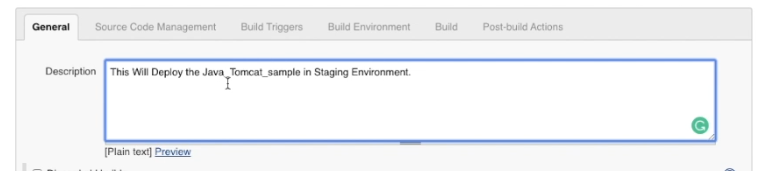 General Source Code Management Build Triggers Build Environment Build Post-build Actions
Description This Will Deploy the Java_Tomcat_sample in Staging Environment.
[Plain text] Preview